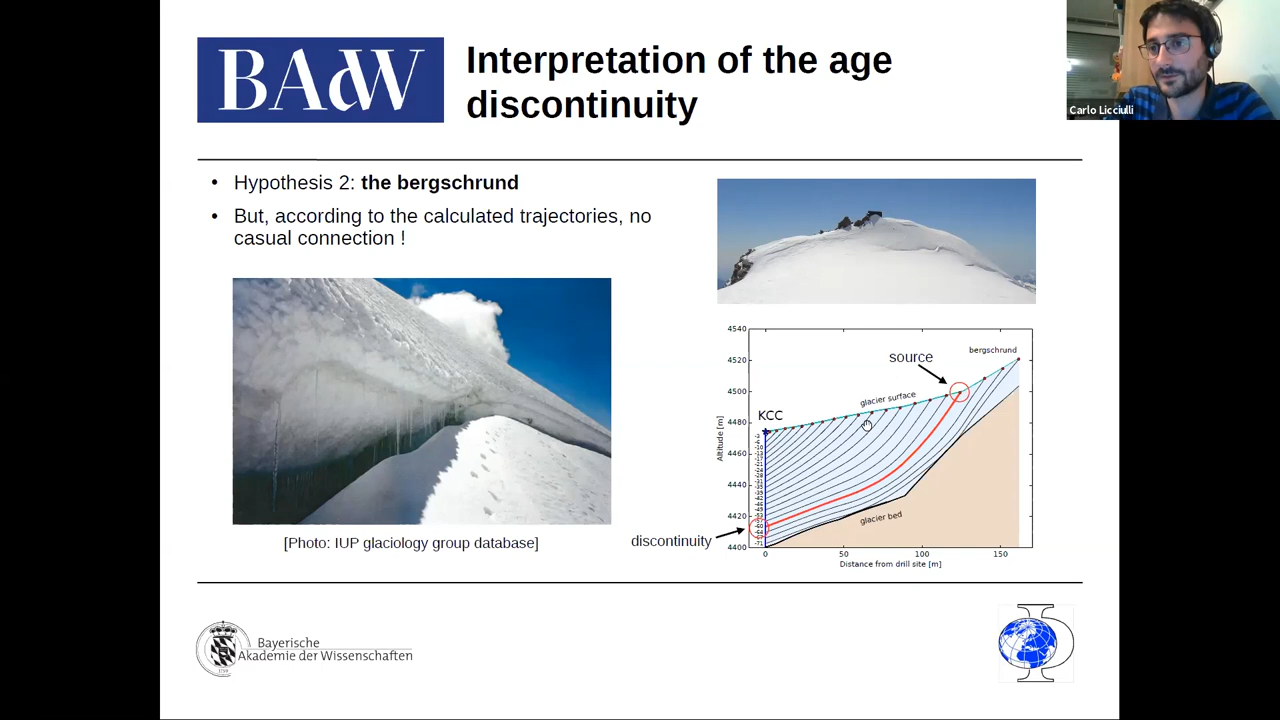 BAdW
Interpretation of the age
discontinuity
Carlo Licciulli
• Hypothesis 2: the bergschrund
• But, according to the calculated trajectories, no
casual connection !
[Photo: IUP glaciology group database]
4540
4520
4500
4480
4460
4440
4420
4400
Altitude [m]
source
bergschrund
glacier surface
KCC
glacier bed
discontinuity
0 50 100 150
Distance from drill site [m]
Bayerische
Akademie der Wissenschaften
1759